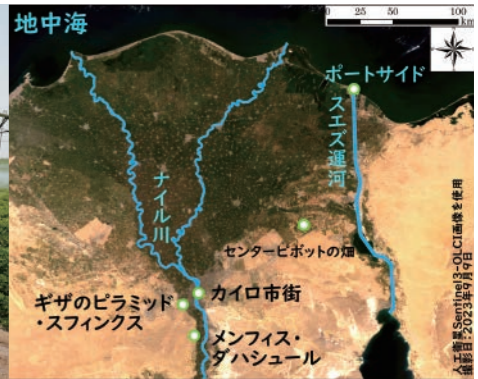 地中海
0 25 50 100
km
ポートサイド
スエズ運河
ナイル川
センターピボットの畑
カイロ市街
ギザのピラミッド
・スフィンクス
メンフィス・
ダハシュール
人工衛星Sentinel3-OLCI画像を使用
撮影日:2023年9月9日